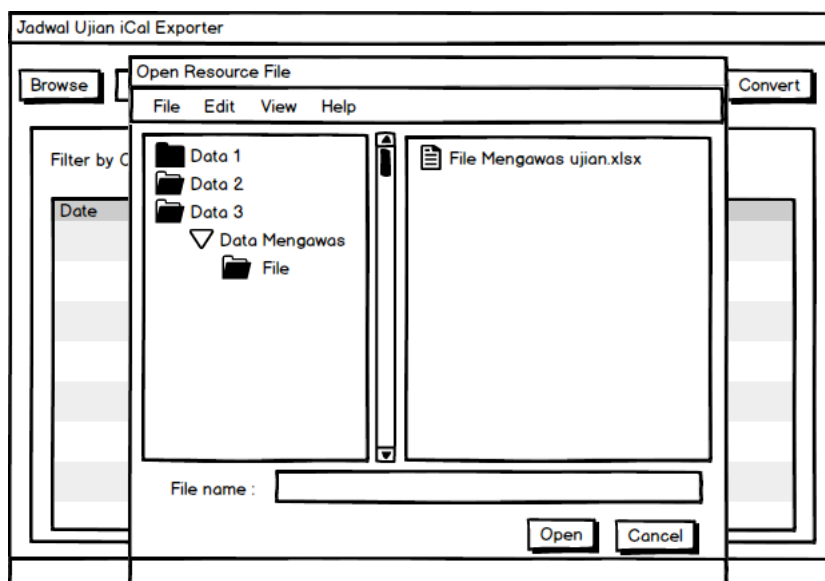 Jadwal Ujian iCal Exporter
Browse
Open Resource File
Convert
File Edit View Help
Filter by
Data 1
File Mengawas ujian.xlsx
Data 2
Date
Data 3
Data Mengawas
File
File name :
Open
Cancel